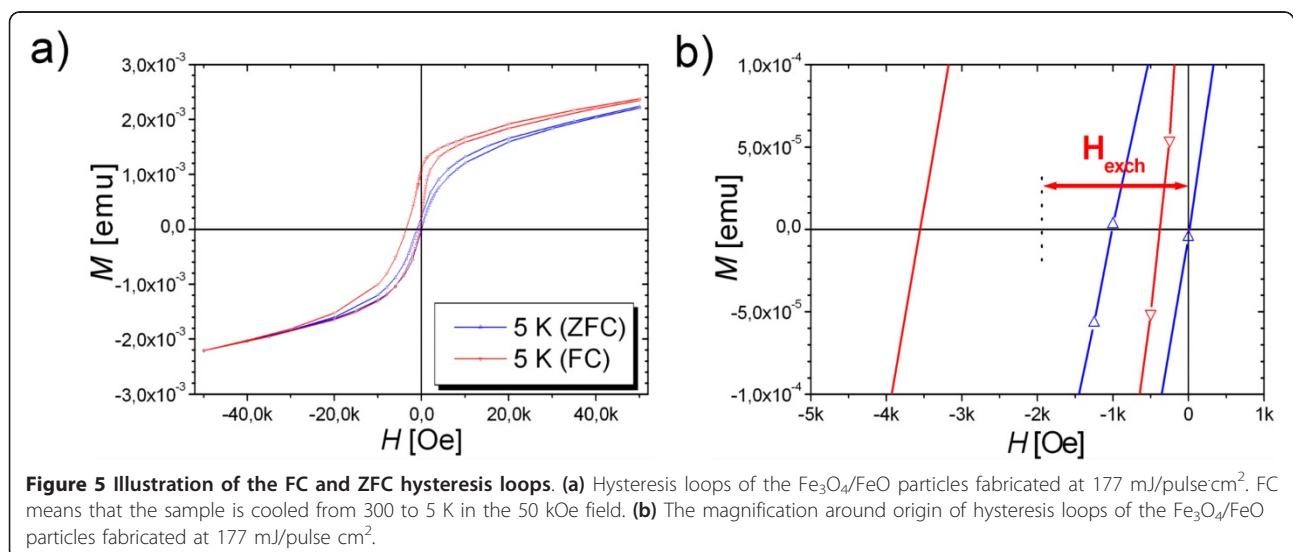 a)
3,0x10⁻³
2,0x10⁻³
1,0x10⁻³
0,0
-1,0x10⁻³
-2,0x10⁻³
-3,0x10⁻³
M [emu]
-40,0k -20,0k 0,0 20,0k 40,0k
H [Oe]
5 K (ZFC)
5 K (FC)
b)
1,0x10⁻⁴
5,0x10⁻⁵
0,0
-5,0x10⁻⁵
-1,0x10⁻⁴
M [emu]
H_exch
-5k -4k -3k -2k -1k 0 1k
H [Oe]
Figure 5 Illustration of the FC and ZFC hysteresis loops. (a) Hysteresis loops of the Fe₃O₄/FeO particles fabricated at 177 mJ/pulse·cm². FC
means that the sample is cooled from 300 to 5 K in the 50 kOe field. (b) The magnification around origin of hysteresis loops of the Fe₃O₄/FeO
particles fabricated at 177 mJ/pulse cm².